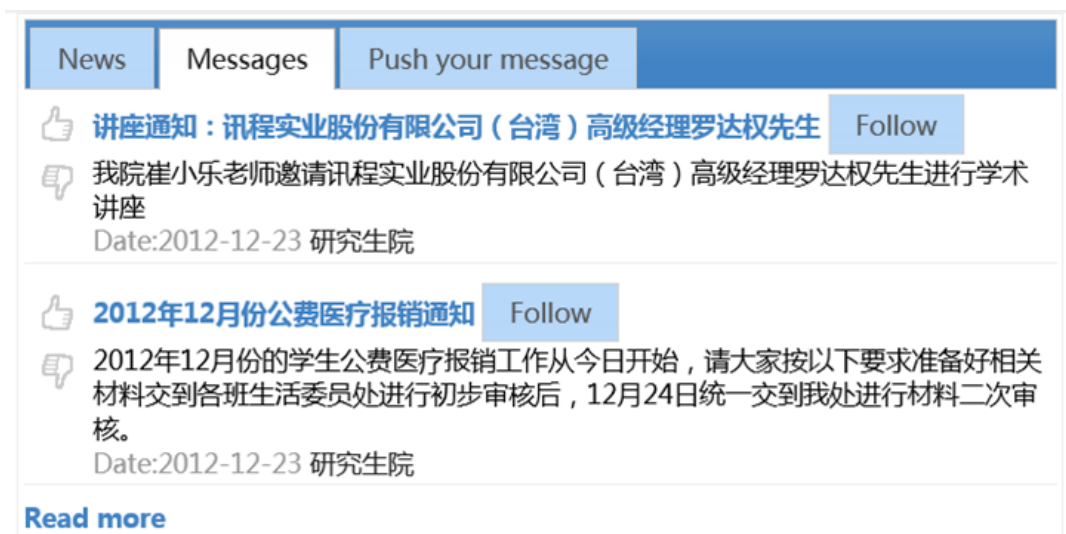 News Messages Push your message
讲座通知：讯程实业股份有限公司（台湾）高级经理罗达权先生 Follow
我院崔小乐老师邀请讯程实业股份有限公司（台湾）高级经理罗达权先生进行学术
讲座
Date:2012-12-23 研究生院
2012年12月份公费医疗报销通知 Follow
2012年12月份的学生公费医疗报销工作从今日开始，请大家按以下要求准备好相关
材料交到各班生活委员处进行初步审核后，12月24日统一交到我处进行材料二次审
核。
Date:2012-12-23 研究生院
Read more